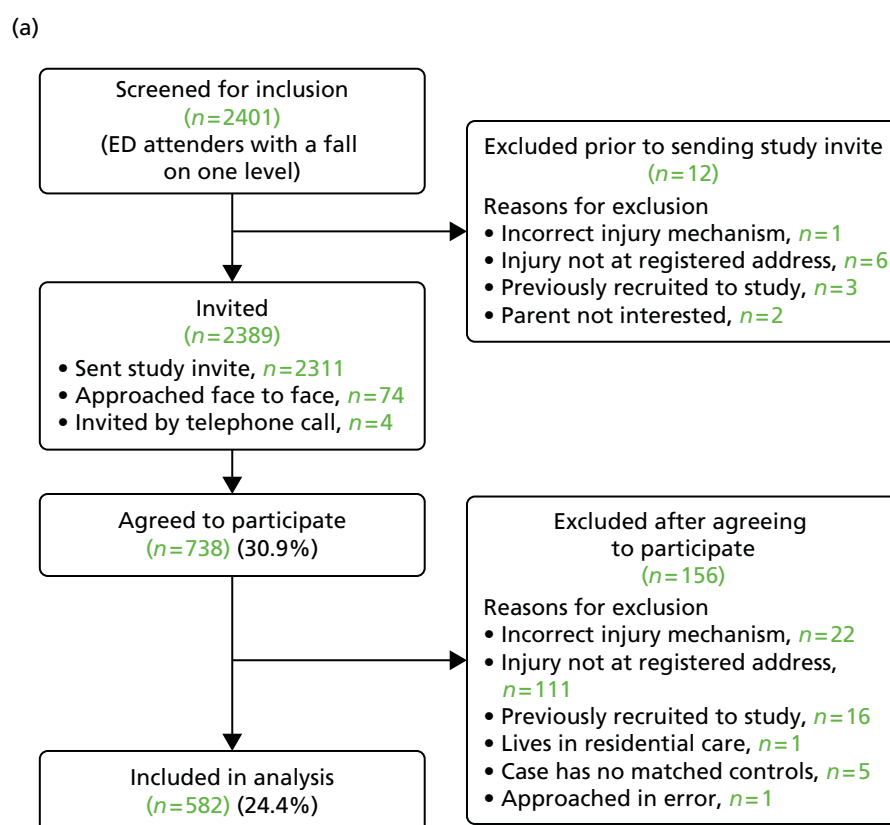 (a)
Screened for inclusion
(n=2401)
(ED attenders with a fall
on one level)
Excluded prior to sending study invite
(n=12)
Reasons for exclusion
• Incorrect injury mechanism, n=1
• Injury not at registered address, n=6
• Previously recruited to study, n=3
• Parent not interested, n=2
Invited
(n=2389)
• Sent study invite, n=2311
• Approached face to face, n=74
• Invited by telephone call, n=4
Agreed to participate
(n=738) (30.9%)
Excluded after agreeing
to participate
(n=156)
Reasons for exclusion
• Incorrect injury mechanism, n=22
• Injury not at registered address,
n=111
• Previously recruited to study, n=16
• Lives in residential care, n=1
• Case has no matched controls, n=5
• Approached in error, n=1
Included in analysis
(n=582) (24.4%)